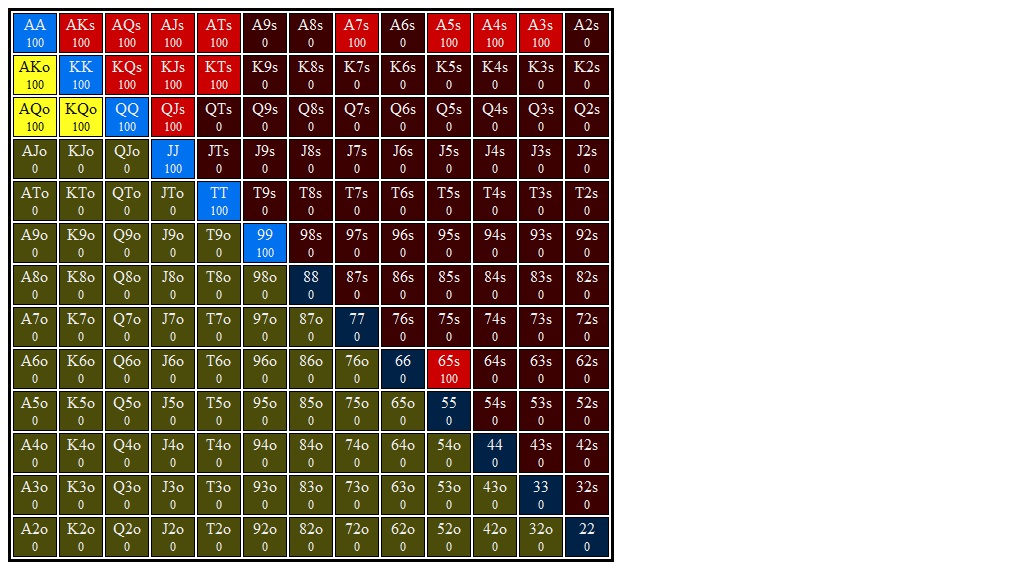 AA AKs AQs AJs ATs A9s A8s A7s A6s A5s A4s A3s A2s
100 100 100 100 100 0 0 100 0 100 100 100 0
AKo KK KQs KJs KTs K9s K8s K7s K6s K5s K4s K3s K2s
100 100 100 100 100 0 0 0 0 0 0 0 0
AQo KQo QQ QJs QTs Q9s Q8s Q7s Q6s Q5s Q4s Q3s Q2s
100 100 100 100 0 0 0 0 0 0 0 0 0
AJo KJo QJo JJ JTs J9s J8s J7s J6s J5s J4s J3s J2s
0 0 0 100 0 0 0 0 0 0 0 0 0
ATo KTo QTo JTo TT T9s T8s T7s T6s T5s T4s T3s T2s
0 0 0 0 100 0 0 0 0 0 0 0 0
A9o K9o Q9o J9o T9o 99 98s 97s 96s 95s 94s 93s 92s
0 0 0 0 0 100 0 0 0 0 0 0 0
A8o K8o Q8o J8o T8o 98o 88 87s 86s 85s 84s 83s 82s
0 0 0 0 0 0 0 0 0 0 0 0 0
A7o K7o Q7o J7o T7o 97o 87o 77 76s 75s 74s 73s 72s
0 0 0 0 0 0 0 0 0 0 0 0 0
A6o K6o Q6o J6o T6o 96o 86o 76o 66 65s 64s 63s 62s
0 0 0 0 0 0 0 0 0 100 0 0 0
A5o K5o Q5o J5o T5o 95o 85o 75o 65o 55 54s 53s 52s
0 0 0 0 0 0 0 0 0 0 0 0 0
A4o K4o Q4o J4o T4o 94o 84o 74o 64o 54o 44 43s 42s
0 0 0 0 0 0 0 0 0 0 0 0 0
A3o K3o Q3o J3o T3o 93o 83o 73o 63o 53o 43o 33 32s
0 0 0 0 0 0 0 0 0 0 0 0 0
A2o K2o Q2o J2o T2o 92o 82o 72o 62o 52o 42o 32o 22
0 0 0 0 0 0 0 0 0 0 0 0 0